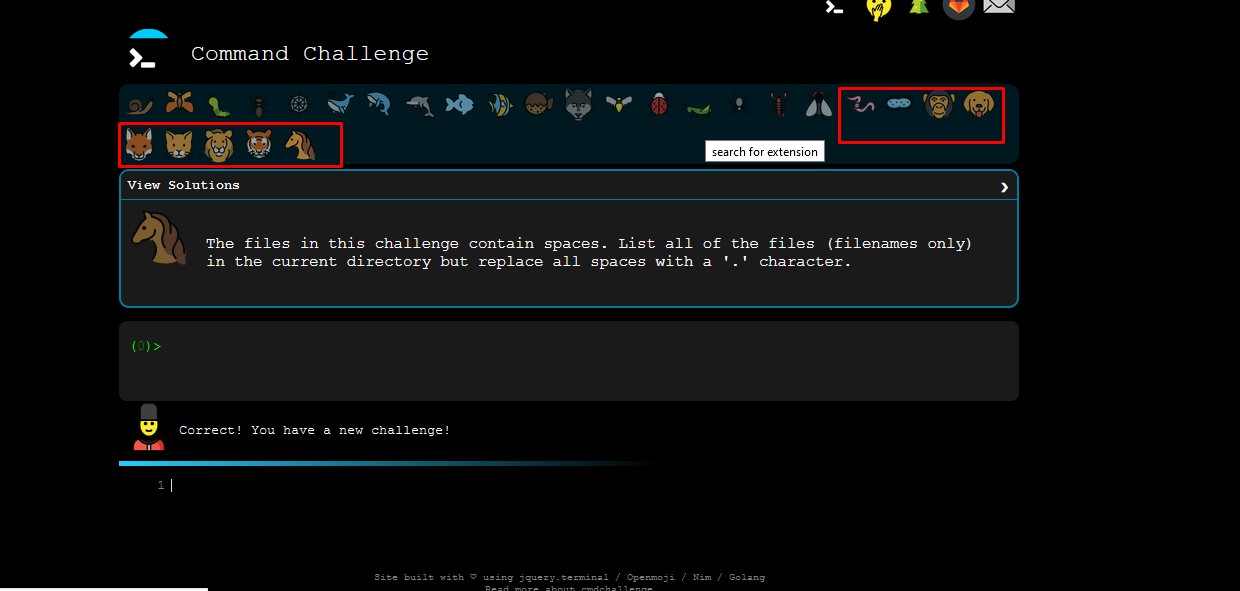 Command Challenge
search for extension
View Solutions
The files in this challenge contain spaces. List all of the files (filenames only)
in the current directory but replace all spaces with a '.' character.
(0)>
Correct! You have a new challenge!
1
Site built with ♡ using jquery.terminal / Openmoji / Nim / Golang
Read more about cmdchallenge